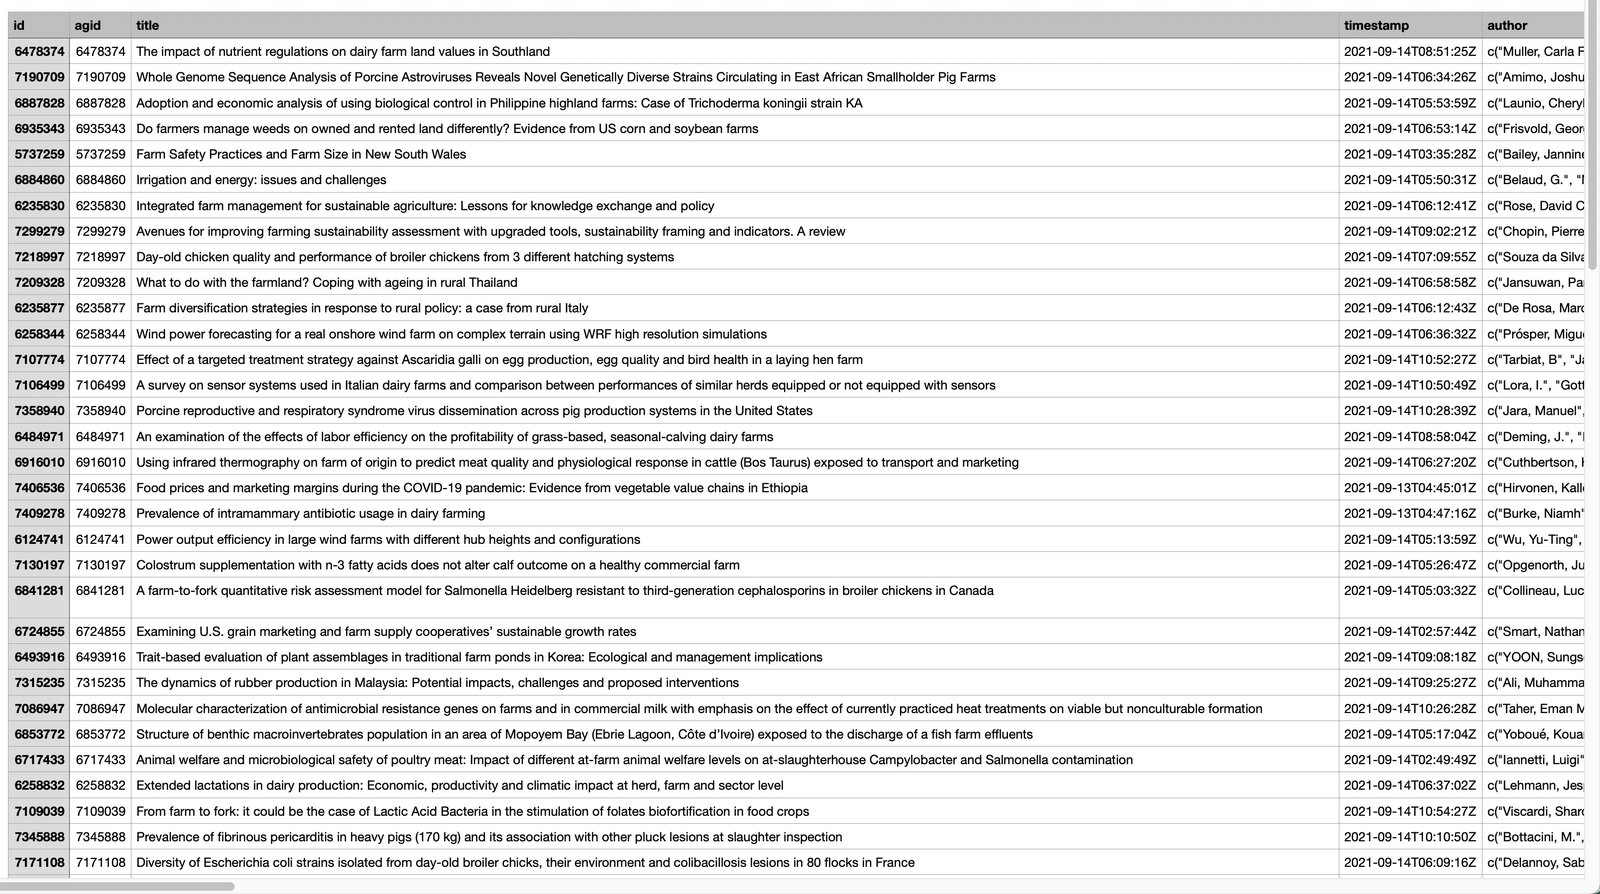 id agid title timestamp author
6478374 6478374 The impact of nutrient regulations on dairy farm land values in Southland 2021-09-14T08:51:25Z c("Muller, Carla F
7190709 7190709 Whole Genome Sequence Analysis of Porcine Astroviruses Reveals Novel Genetically Diverse Strains Circulating in East African Smallholder Pig Farms 2021-09-14T06:34:26Z c("Amimo, Joshu
6887828 6887828 Adoption and economic analysis of using biological control in Philippine highland farms: Case of Trichoderma koningii strain KA 2021-09-14T05:53:59Z c("Launio, Cheryl
6935343 6935343 Do farmers manage weeds on owned and rented land differently? Evidence from US corn and soybean farms 2021-09-14T06:53:14Z c("Frisvold, Geor
5737259 5737259 Farm Safety Practices and Farm Size in New South Wales 2021-09-14T03:35:28Z c("Bailey, Jannine
6884860 6884860 Irrigation and energy: issues and challenges 2021-09-14T05:50:31Z c("Belaud, G.", "M
6235830 6235830 Integrated farm management for sustainable agriculture: Lessons for knowledge exchange and policy 2021-09-14T06:12:41Z c("Rose, David C
7299279 7299279 Avenues for improving farming sustainability assessment with upgraded tools, sustainability framing and indicators. A review 2021-09-14T09:02:21Z c("Chopin, Pierre
7218997 7218997 Day-old chicken quality and performance of broiler chickens from 3 different hatching systems 2021-09-14T07:09:55Z c("Souza da Silva
7209328 7209328 What to do with the farmland? Coping with ageing in rural Thailand 2021-09-14T06:58:58Z c("Jansuwan, Pa
6235877 6235877 Farm diversification strategies in response to rural policy: a case from rural Italy 2021-09-14T06:12:43Z c("De Rosa, Marc
6258344 6258344 Wind power forecasting for a real onshore wind farm on complex terrain using WRF high resolution simulations 2021-09-14T06:36:32Z c("Prósper, Migue
7107774 7107774 Effect of a targeted treatment strategy against Ascaridia galli on egg production, egg quality and bird health in a laying hen farm 2021-09-14T10:52:27Z c("Tarbiat, B", "Ja
7106499 7106499 A survey on sensor systems used in Italian dairy farms and comparison between performances of similar herds equipped or not equipped with sensors 2021-09-14T10:50:49Z c("Lora, I.", "Gott
7358940 7358940 Porcine reproductive and respiratory syndrome virus dissemination across pig production systems in the United States 2021-09-14T10:28:39Z c("Jara, Manuel",
6484971 6484971 An examination of the effects of labor efficiency on the profitability of grass-based, seasonal-calving dairy farms 2021-09-14T08:58:04Z c("Deming, J.", "
6916010 6916010 Using infrared thermography on farm of origin to predict meat quality and physiological response in cattle (Bos Taurus) exposed to transport and marketing 2021-09-14T06:27:20Z c("Cuthbertson, H
7406536 7406536 Food prices and marketing margins during the COVID-19 pandemic: Evidence from vegetable value chains in Ethiopia 2021-09-13T04:45:01Z c("Hirvonen, Kall
7409278 7409278 Prevalence of intramammary antibiotic usage in dairy farming 2021-09-13T04:47:16Z c("Burke, Niamh"
6124741 6124741 Power output efficiency in large wind farms with different hub heights and configurations 2021-09-14T05:13:59Z c("Wu, Yu-Ting",
7130197 7130197 Colostrum supplementation with n-3 fatty acids does not alter calf outcome on a healthy commercial farm 2021-09-14T05:26:47Z c("Opgenorth, Ju
6841281 6841281 A farm-to-fork quantitative risk assessment model for Salmonella Heidelberg resistant to third-generation cephalosporins in broiler chickens in Canada 2021-09-14T05:03:32Z c("Collineau, Luc
6724855 6724855 Examining U.S. grain marketing and farm supply cooperatives’ sustainable growth rates 2021-09-14T02:57:44Z c("Smart, Nathan
6493916 6493916 Trait-based evaluation of plant assemblages in traditional farm ponds in Korea: Ecological and management implications 2021-09-14T09:08:18Z c("YOON, Sungs
7315235 7315235 The dynamics of rubber production in Malaysia: Potential impacts, challenges and proposed interventions 2021-09-14T09:25:27Z c("Ali, Muhamma
7086947 7086947 Molecular characterization of antimicrobial resistance genes on farms and in commercial milk with emphasis on the effect of currently practiced heat treatments on viable but nonculturable formation 2021-09-14T10:26:28Z c("Taher, Eman M
6853772 6853772 Structure of benthic macroinvertebrates population in an area of Mopoyem Bay (Ebrie Lagoon, Côte d’Ivoire) exposed to the discharge of a fish farm effluents 2021-09-14T05:17:04Z c("Yoboué, Koua
6717433 6717433 Animal welfare and microbiological safety of poultry meat: Impact of different at-farm animal welfare levels on at-slaughterhouse Campylobacter and Salmonella contamination 2021-09-14T02:49:49Z c("Iannetti, Luigi"
6258832 6258832 Extended lactations in dairy production: Economic, productivity and climatic impact at herd, farm and sector level 2021-09-14T06:37:02Z c("Lehmann, Jesp
7109039 7109039 From farm to fork: it could be the case of Lactic Acid Bacteria in the stimulation of folates biofortification in food crops 2021-09-14T10:54:27Z c("Viscardi, Sharo
7345888 7345888 Prevalence of fibrinous pericarditis in heavy pigs (170 kg) and its association with other pluck lesions at slaughter inspection 2021-09-14T10:10:50Z c("Bottacini, M.",
7171108 7171108 Diversity of Escherichia coli strains isolated from day-old broiler chicks, their environment and colibacillosis lesions in 80 flocks in France 2021-09-14T06:09:16Z c("Delannoy, Sab